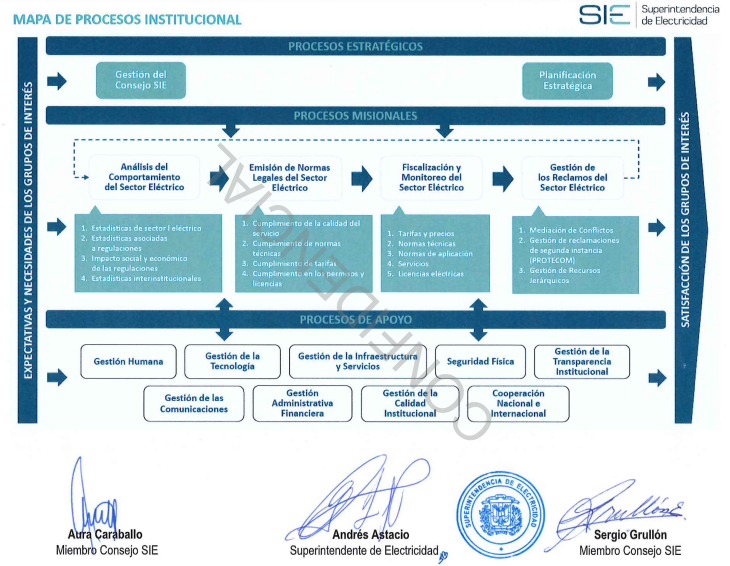 MAPA DE PROCESOS INSTITUCIONAL
SIE
Superintendencia
de Electricidad
EXPECTATIVAS Y NECESIDADES DE LOS GRUPOS DE INTERÉS
PROCESOS ESTRATÉGICOS
Gestión del
Consejo SIE
Planificación
Estratégica
PROCESOS MISIONALES
Análisis del
Comportamiento
del Sector Eléctrico
Emisión de Normas
Legales del Sector
Eléctrico
Fiscalización y
Monitoreo del
Sector Eléctrico
Gestión de
los Reclamos del
Sector Eléctrico
1. Estadísticas de sector l eléctrico
2. Estadísticas asociadas
a regulaciones
3. Impacto social y económico
de las regulaciones
4. Estadísticas interinstitucionales
1. Cumplimiento de la calidad del
servicio
2. Cumplimiento de normas
técnicas
3. Cumplimiento de tarifas
4. Cumplimiento en los permisos y
licencias
1. Tarifas y precios
2. Normas técnicas
3. Normas de aplicación
4. Servicios
5. Licencias eléctricas
1. Mediación de Conflictos
2. Gestión de reclamaciones
de segunda instancia
(PROTECOM)
3. Gestión de Recursos
Jerárquicos
PROCESOS DE APOYO
Gestión Humana
Gestión de la
Tecnología
Gestión de la Infraestructura
y Servicios
Seguridad Física
Gestión de la
Transparencia
Institucional
Gestión de las
Comunicaciones
Gestión
Administrativa
Financiera
Gestión de la
Calidad
Institucional
Cooperación
Nacional e
Internacional
SATISFACCIÓN DE LOS GRUPOS DE INTERÉS
CONFIDENCIAL
Aura Caraballo
Miembro Consejo SIE
Andrés Astacio
Superintendente de Electricidad
SUPERINTENDENCIA DE ELECTRICIDAD
Sergio Grullón
Miembro Consejo SIE